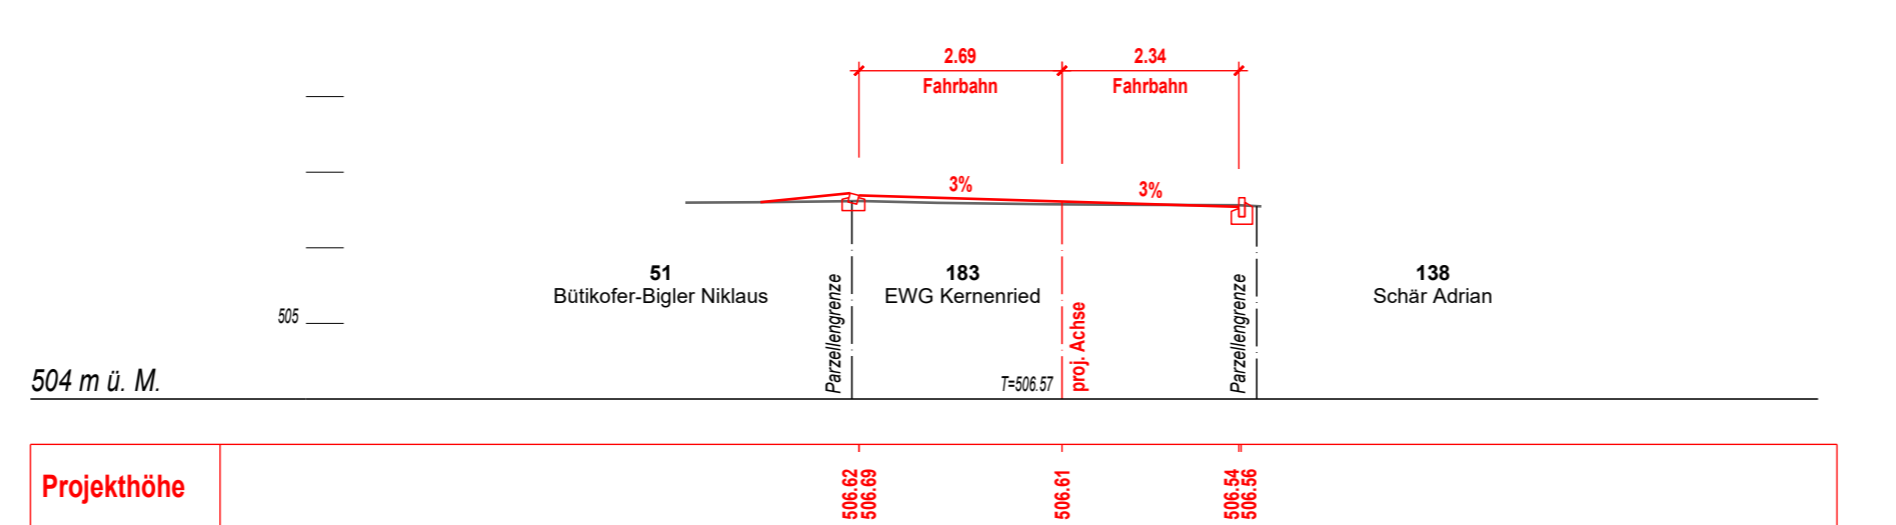 2.69
2.34
Fahrbahn
Fahrbahn
3%
3%
51
Bütikofer-Bigler Niklaus
183
EWG Kernenried
138
Schär Adrian
505
Parzellengrenze
proj. Achse
Parzellengrenze
T=506.57
504 m ü. M.
Projekthöhe
506.62
506.69
506.61
506.54
506.56